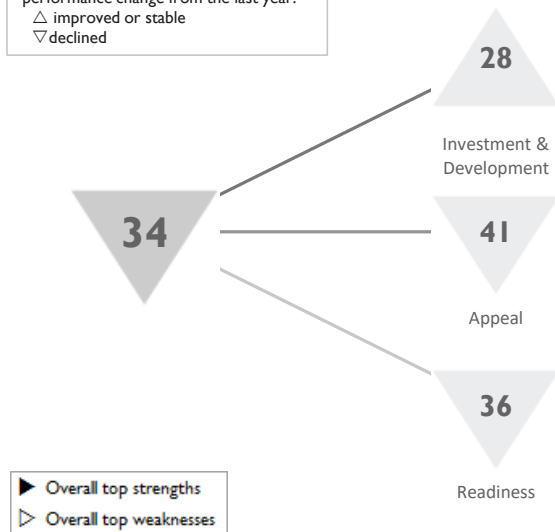 performance change from the last year:
△ improved or stable
▽ declined
28
Investment &
Development
34
41
Appeal
36
Readiness
▶ Overall top strengths
▷ Overall top weaknesses